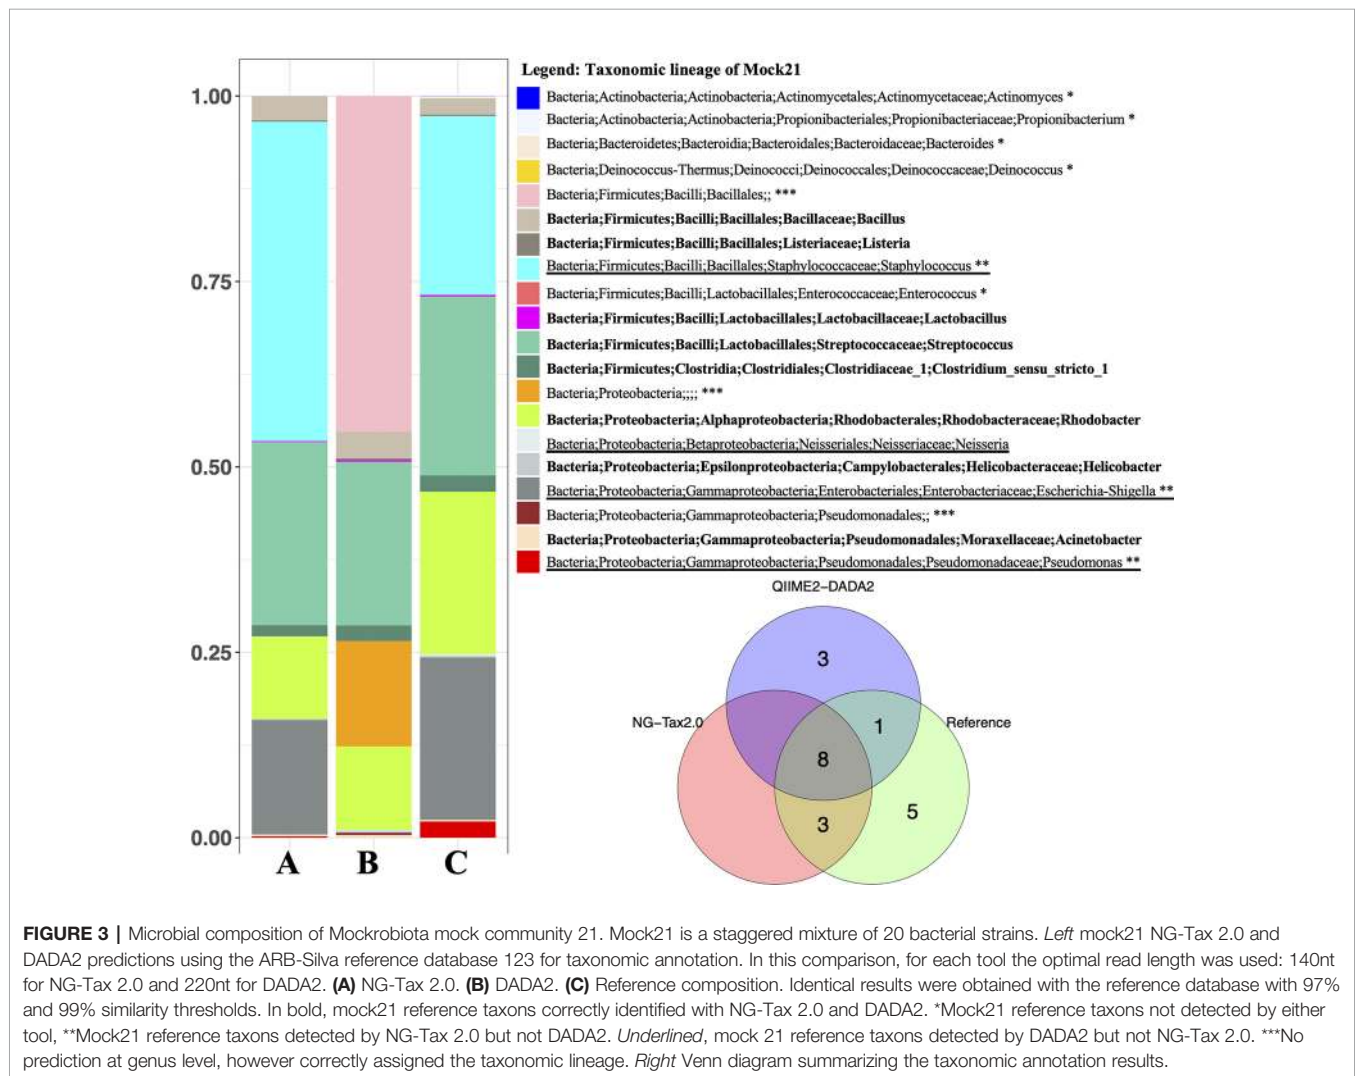 Legend: Taxonomic lineage of Mock21
Bacteria;Actinobacteria;Actinobacteria;Actinomycetales;Actinomycetaceae;Actinomyces *
Bacteria;Actinobacteria;Actinobacteria;Propionibacteriales;Propionibacteriaceae;Propionibacterium *
Bacteria;Bacteroidetes;Bacteroidia;Bacteroidales;Bacteroidaceae;Bacteroides *
Bacteria;Deinococcus-Thermus;Deinococci;Deinococcales;Deinococcaceae;Deinococcus *
Bacteria;Firmicutes;Bacilli;Bacillales;; ***
Bacteria;Firmicutes;Bacilli;Bacillales;Bacillaceae;Bacillus
Bacteria;Firmicutes;Bacilli;Bacillales;Listeriaceae;Listeria
Bacteria;Firmicutes;Bacilli;Bacillales;Staphylococcaceae;Staphylococcus **
Bacteria;Firmicutes;Bacilli;Lactobacillales;Enterococcaceae;Enterococcus *
Bacteria;Firmicutes;Bacilli;Lactobacillales;Lactobacillaceae;Lactobacillus
Bacteria;Firmicutes;Bacilli;Lactobacillales;Streptococcaceae;Streptococcus
Bacteria;Firmicutes;Clostridia;Clostridiales;Clostridiaceae_1;Clostridium_sensu_stricto_1
Bacteria;Proteobacteria;;;; ***
Bacteria;Proteobacteria;Alphaproteobacteria;Rhodobacterales;Rhodobacteraceae;Rhodobacter
Bacteria;Proteobacteria;Betaproteobacteria;Neisseriales;Neisseriaceae;Neisseria
Bacteria;Proteobacteria;Epsilonproteobacteria;Campylobacterales;Helicobacteraceae;Helicobacter
Bacteria;Proteobacteria;Gammaproteobacteria;Enterobacteriales;Enterobacteriaceae;Escherichia-Shigella **
Bacteria;Proteobacteria;Gammaproteobacteria;Pseudomonadales;; ***
Bacteria;Proteobacteria;Gammaproteobacteria;Pseudomonadales;Moraxellaceae;Acinetobacter
Bacteria;Proteobacteria;Gammaproteobacteria;Pseudomonadales;Pseudomonadaceae;Pseudomonas **
1.00
0.75
0.50
0.25
0.00
A B C
QIIME2-DADA2
3
NG-Tax2.0
1
Reference
8
3
5
FIGURE 3 | Microbial composition of Mockrobiota mock community 21. Mock21 is a staggered mixture of 20 bacterial strains. Left mock21 NG-Tax 2.0 and
DADA2 predictions using the ARB-Silva reference database 123 for taxonomic annotation. In this comparison, for each tool the optimal read length was used: 140nt
for NG-Tax 2.0 and 220nt for DADA2. (A) NG-Tax 2.0. (B) DADA2. (C) Reference composition. Identical results were obtained with the reference database with 97%
and 99% similarity thresholds. In bold, mock21 reference taxons correctly identified with NG-Tax 2.0 and DADA2. *Mock21 reference taxons not detected by either
tool, **Mock21 reference taxons detected by NG-Tax 2.0 but not DADA2. Underlined, mock 21 reference taxons detected by DADA2 but not NG-Tax 2.0. ***No
prediction at genus level, however correctly assigned the taxonomic lineage. Right Venn diagram summarizing the taxonomic annotation results.